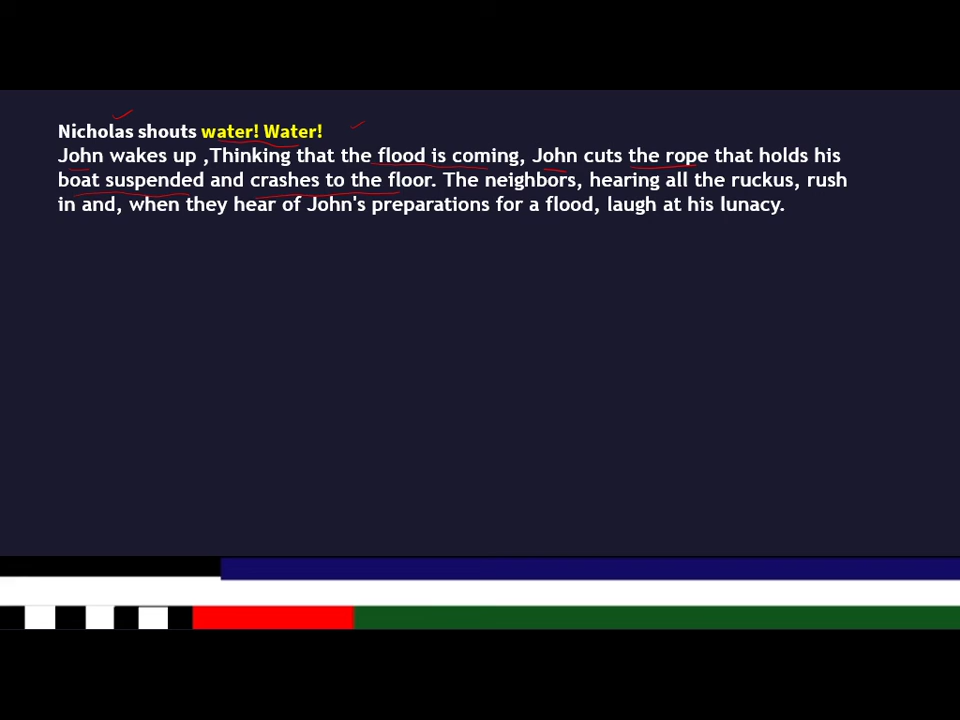 Nicholas shouts water! Water!
John wakes up ,Thinking that the flood is coming, John cuts the rope that holds his
boat suspended and crashes to the floor. The neighbors, hearing all the ruckus, rush
in and, when they hear of John's preparations for a flood, laugh at his lunacy.